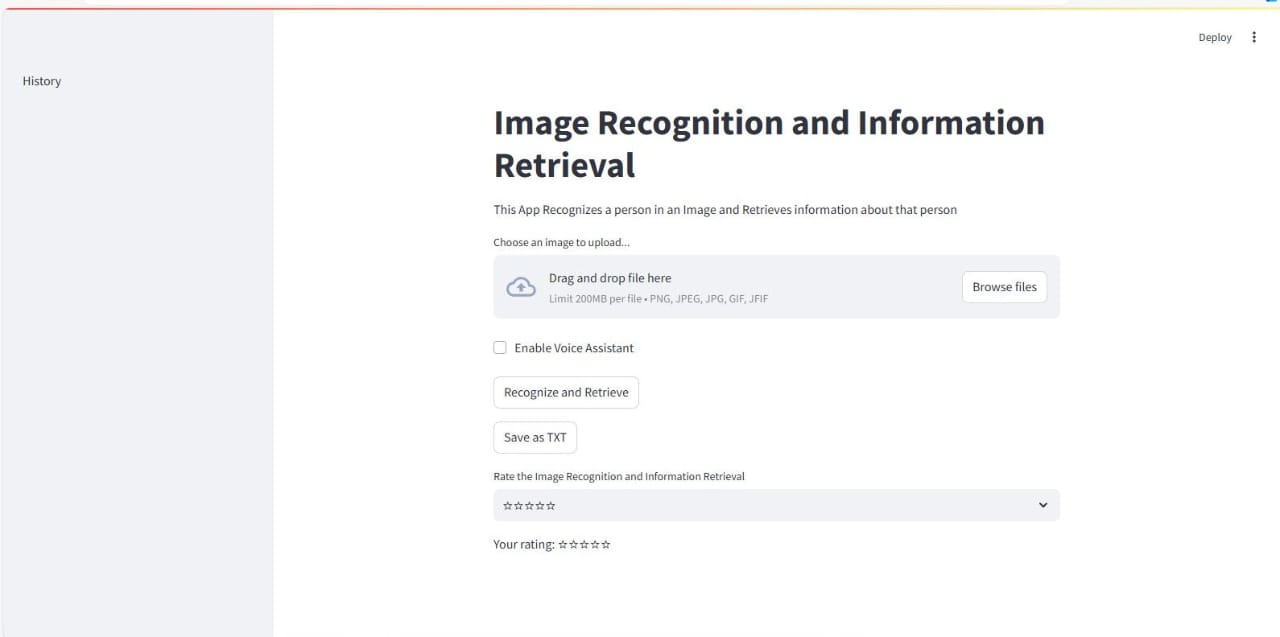 Deploy
History
Image Recognition and Information
Retrieval
This App Recognizes a person in an Image and Retrieves information about that person
Choose an image to upload...
Drag and drop file here
Limit 200MB per file • PNG, JPEG, JPG, GIF, JFIF
Browse files
Enable Voice Assistant
Recognize and Retrieve
Save as TXT
Rate the Image Recognition and Information Retrieval
☆☆☆☆☆
Your rating: ☆☆☆☆☆